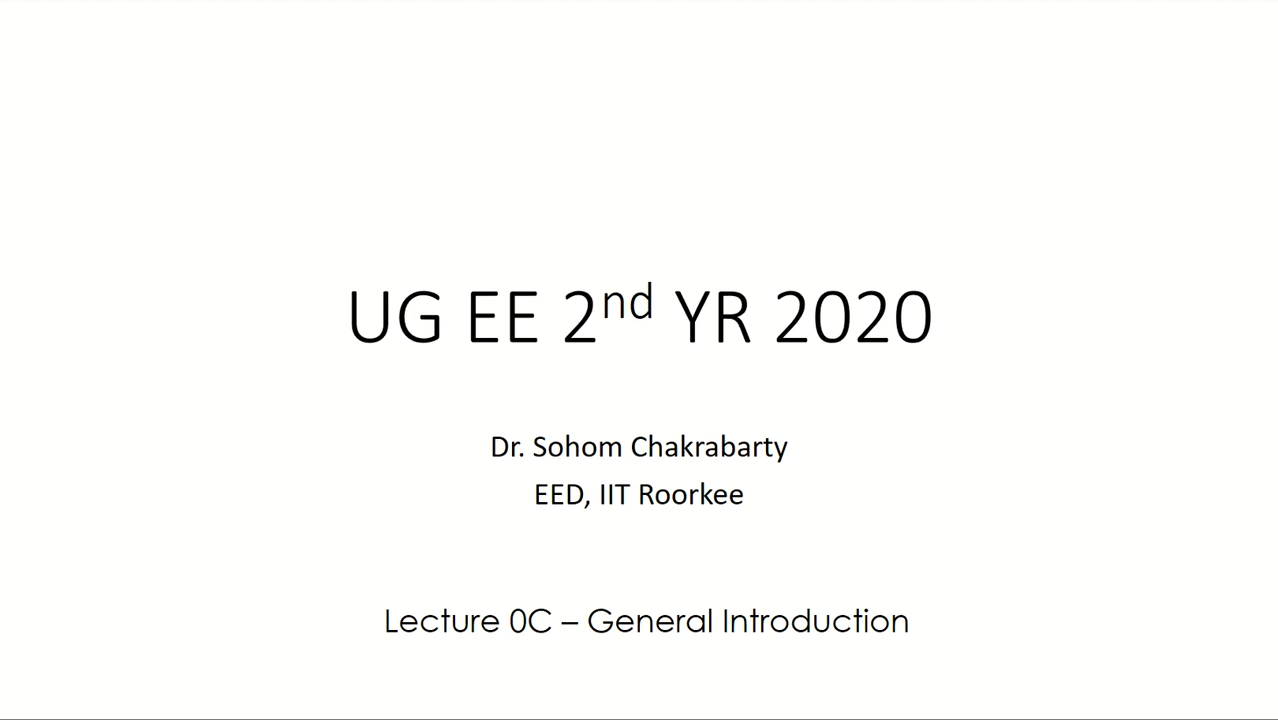 UG EE 2nd YR 2020
Dr. Sohom Chakrabarty
EED, IIT Roorkee
Lecture 0C – General Introduction